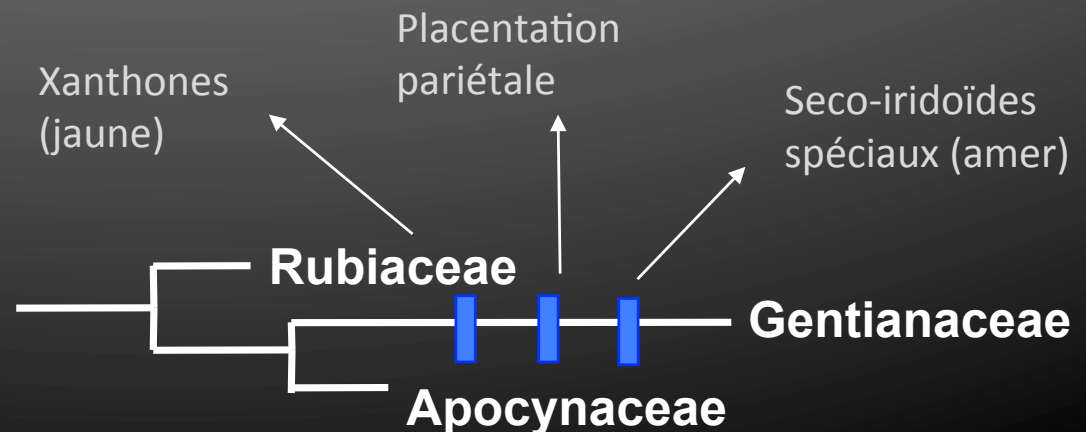 Placentation
pariétale
Xanthones
(jaune)
Seco-iridoïdes
spéciaux (amer)
Rubiaceae
Gentianaceae
Apocynaceae